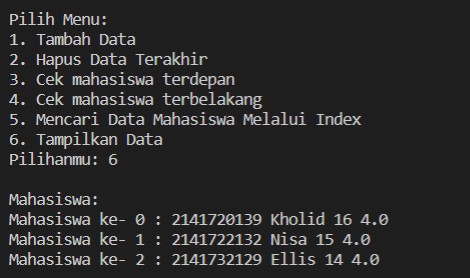 Pilih Menu:
1. Tambah Data
2. Hapus Data Terakhir
3. Cek mahasiswa terdepan
4. Cek mahasiswa terbelakang
5. Mencari Data Mahasiswa Melalui Index
6. Tampilkan Data
Pilihanmu: 6
Mahasiswa:
Mahasiswa ke- 0 : 2141720139 Kholid 16 4.0
Mahasiswa ke- 1 : 2141722132 Nisa 15 4.0
Mahasiswa ke- 2 : 2141732129 Ellis 14 4.0